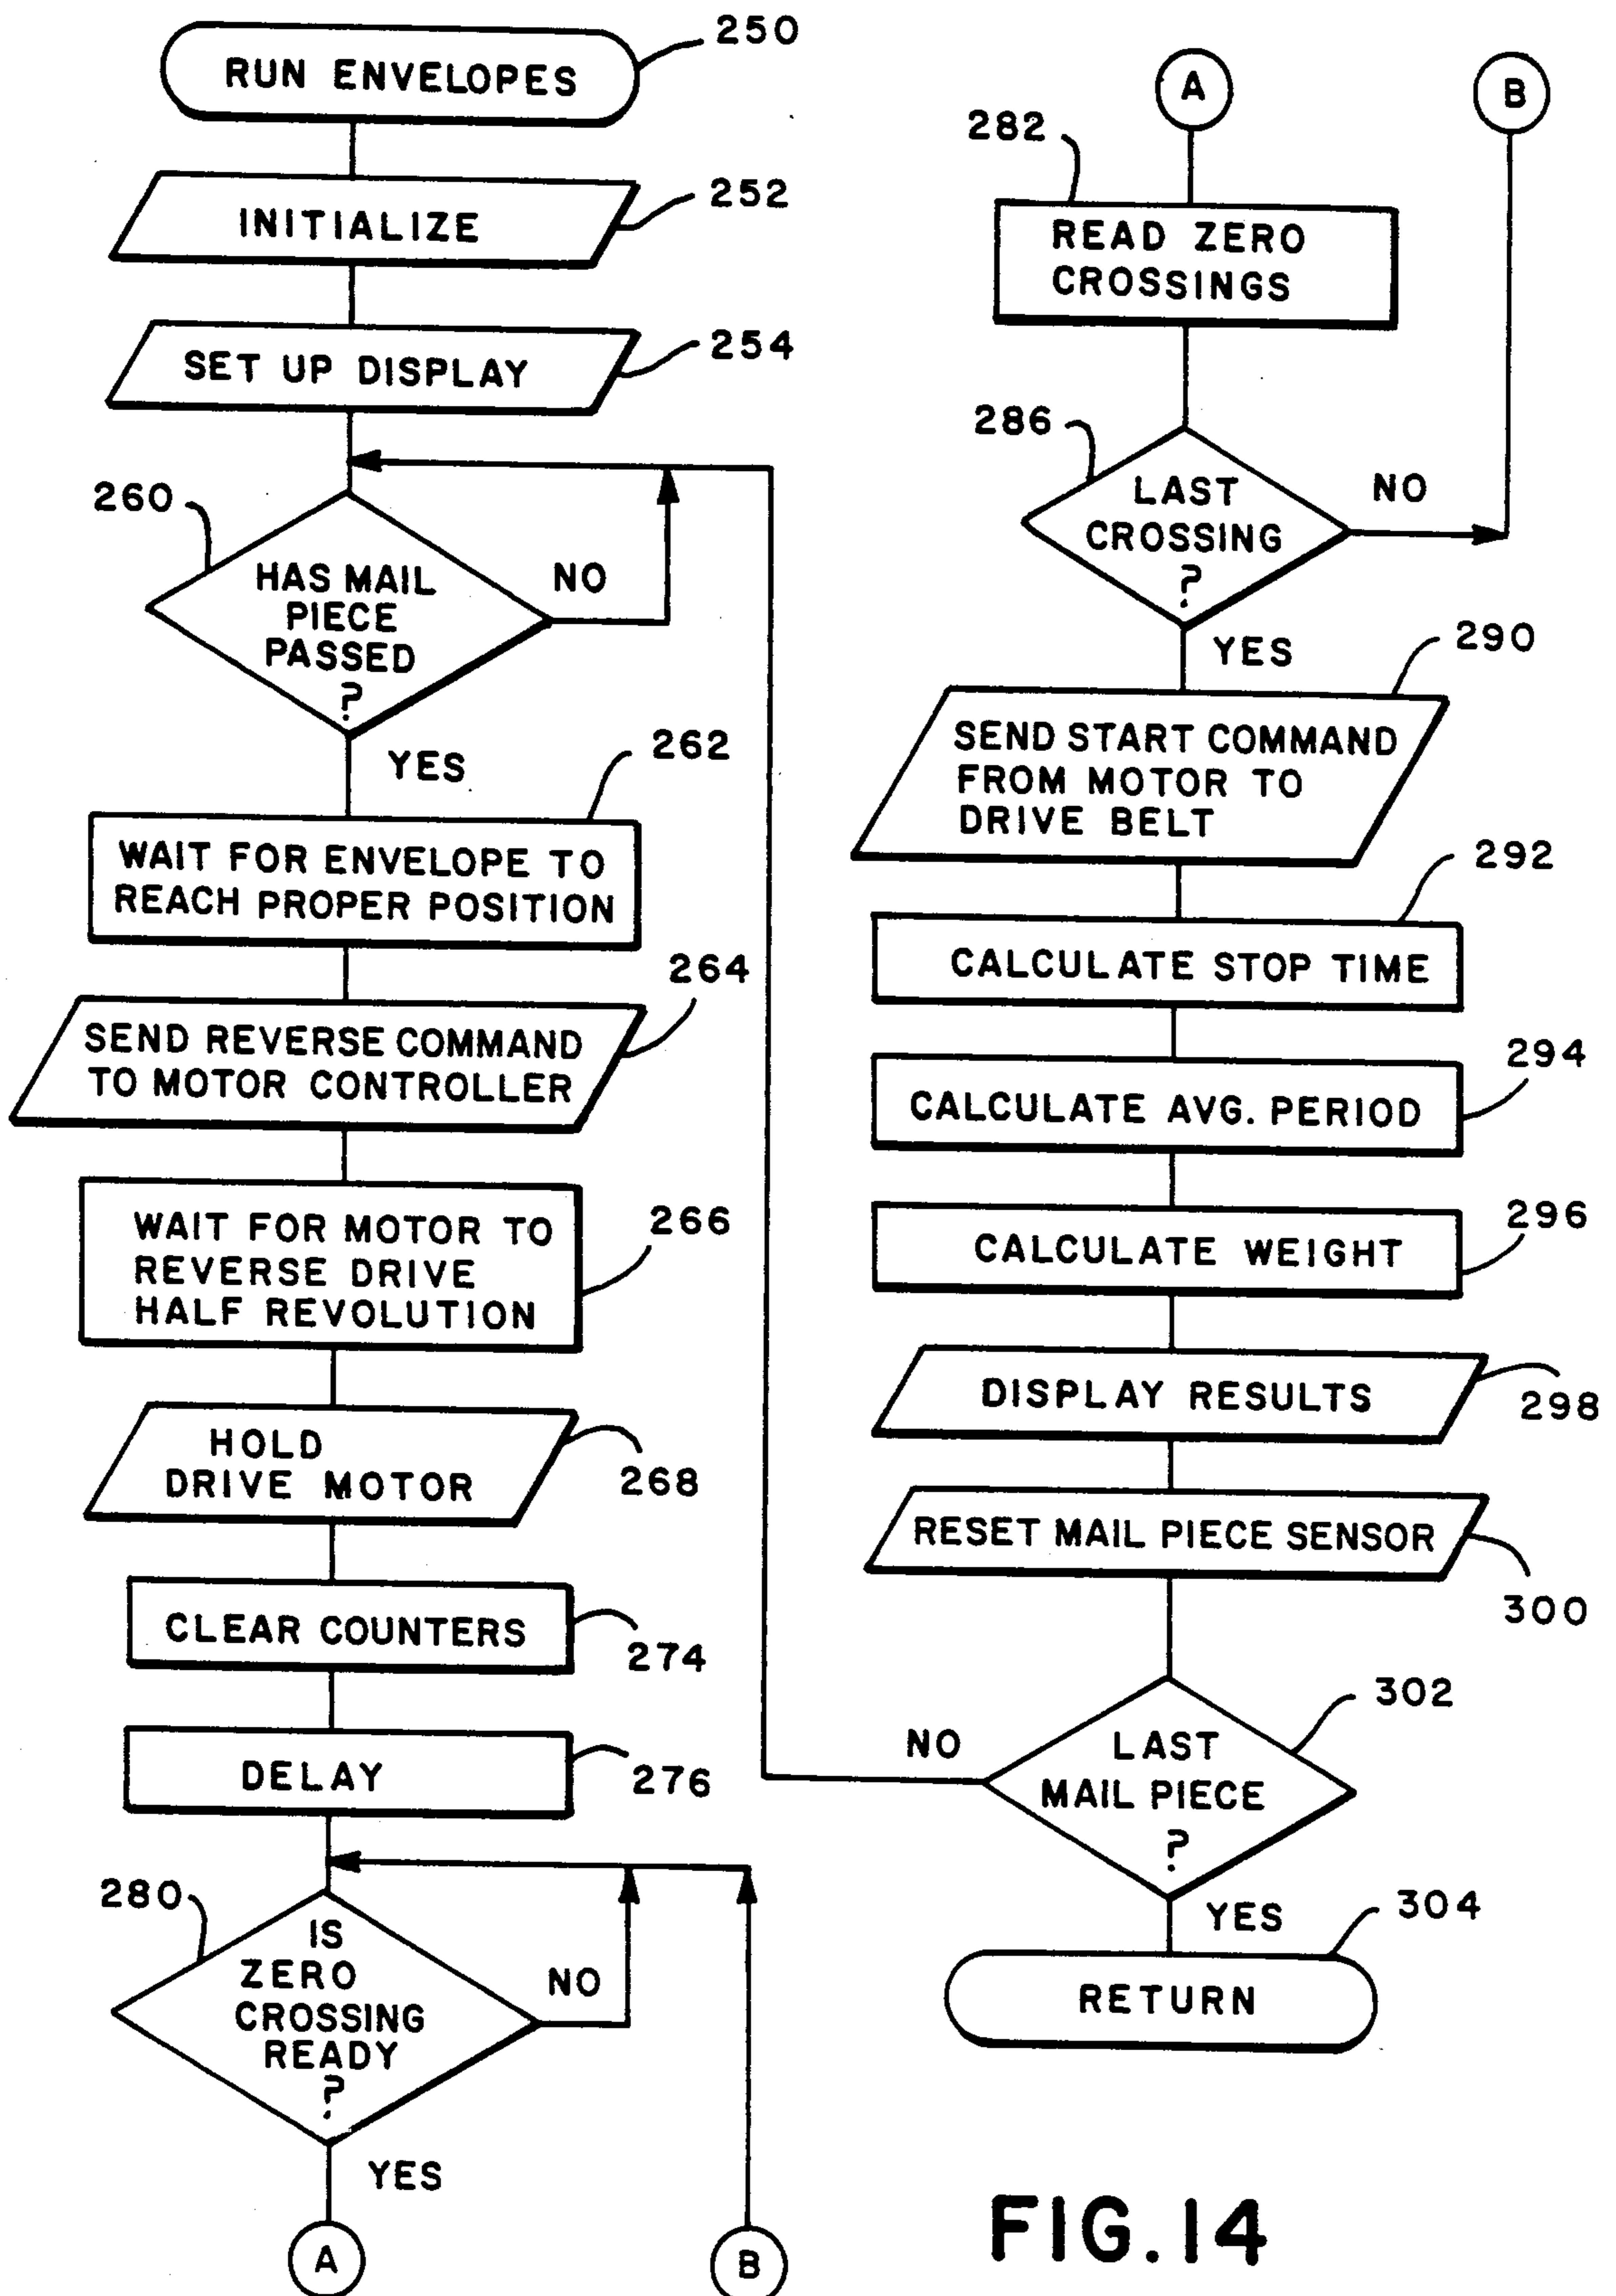 RUN ENVELOPES
250
INITIALIZE
252
SET UP DISPLAY
254
260
HAS MAIL
PIECE
PASSED
?
NO
YES
262
WAIT FOR ENVELOPE TO
REACH PROPER POSITION
264
SEND REVERSE COMMAND
TO MOTOR CONTROLLER
266
WAIT FOR MOTOR TO
REVERSE DRIVE
HALF REVOLUTION
HOLD
DRIVE MOTOR
268
CLEAR COUNTERS
274
DELAY
276
280
IS
ZERO
CROSSING
READY
?
NO
YES
A
B
A
B
282
READ ZERO
CROSSINGS
286
LAST
CROSSING
?
NO
YES
290
SEND START COMMAND
FROM MOTOR TO
DRIVE BELT
292
CALCULATE STOP TIME
294
CALCULATE AVG. PERIOD
296
CALCULATE WEIGHT
DISPLAY RESULTS
298
RESET MAIL PIECE SENSOR
300
302
LAST
MAIL PIECE
?
NO
YES
304
RETURN
FIG.14